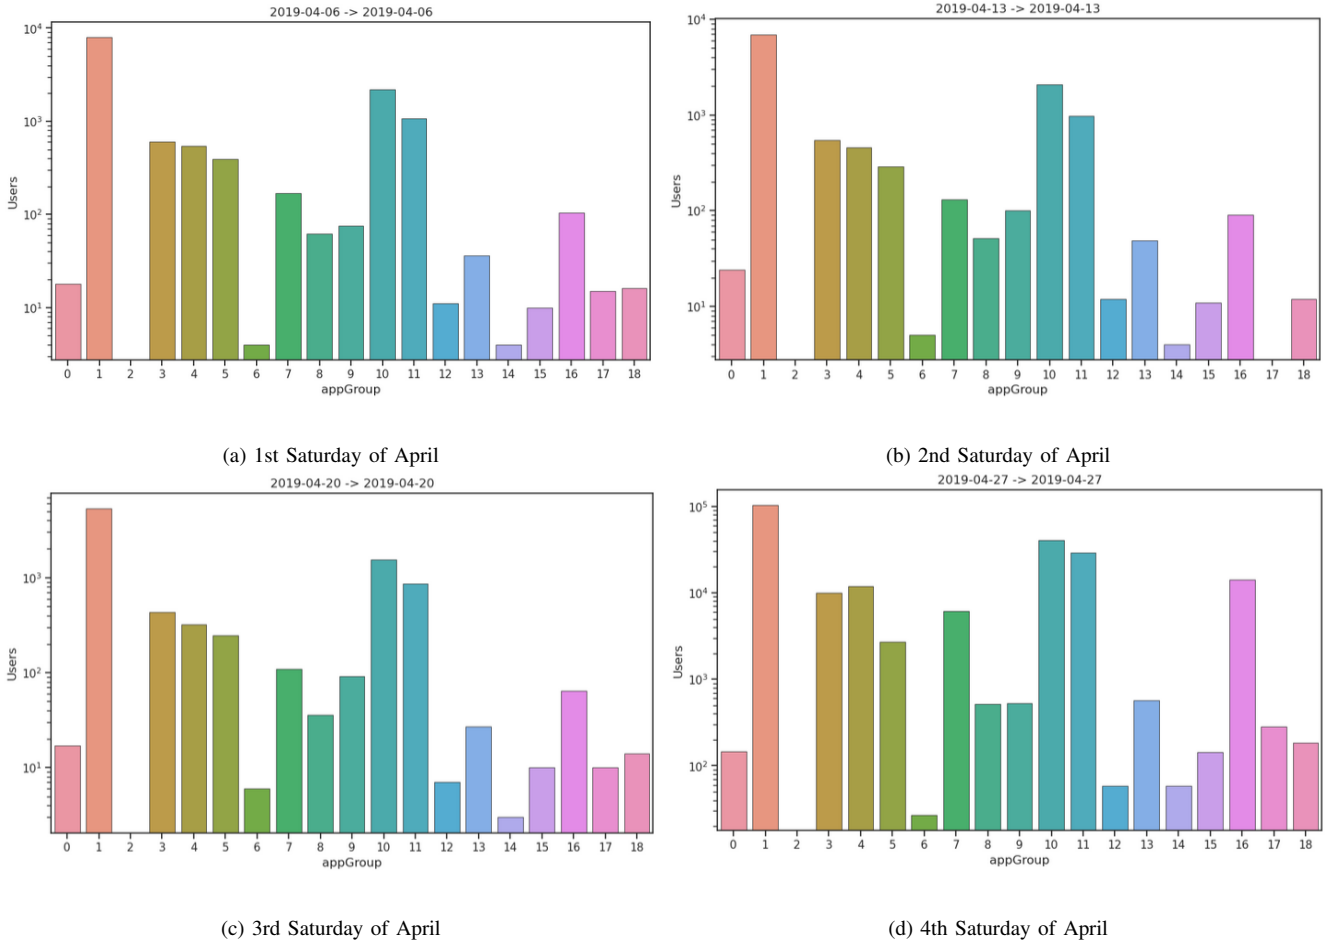 2019-04-06 -> 2019-04-06
10^4
10^3
10^2
10^1
Users
0 1 2 3 4 5 6 7 8 9 10 11 12 13 14 15 16 17 18
appGroup
(a) 1st Saturday of April
2019-04-13 -> 2019-04-13
10^4
10^3
10^2
10^1
Users
0 1 2 3 4 5 6 7 8 9 10 11 12 13 14 15 16 17 18
appGroup
(b) 2nd Saturday of April
2019-04-20 -> 2019-04-20
10^3
10^2
10^1
Users
0 1 2 3 4 5 6 7 8 9 10 11 12 13 14 15 16 17 18
appGroup
(c) 3rd Saturday of April
2019-04-27 -> 2019-04-27
10^5
10^4
10^3
10^2
Users
0 1 2 3 4 5 6 7 8 9 10 11 12 13 14 15 16 17 18
appGroup
(d) 4th Saturday of April